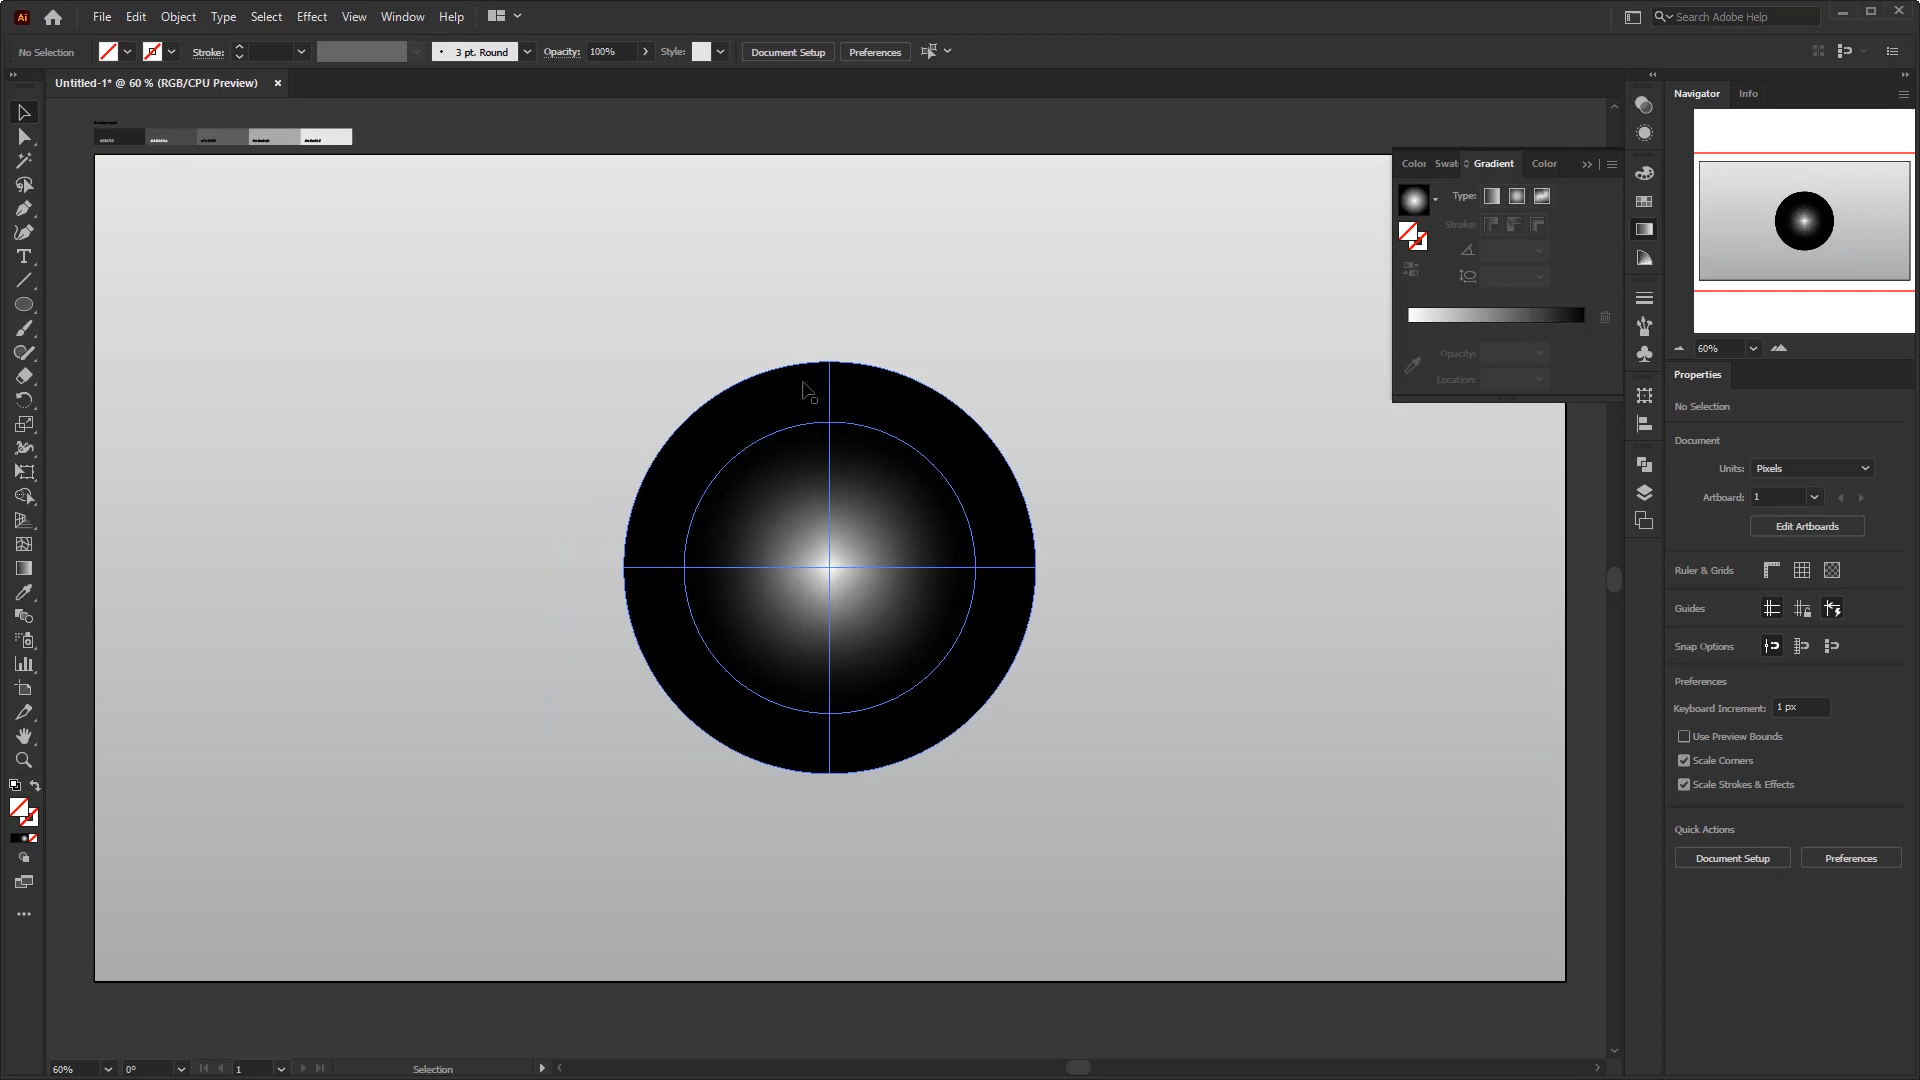 Ai File Edit Object Select Type Effect View Window Help Search Adobe Help
No Selection Stroke: 3 pt. Round Opacity: 100% Style: Document Setup Preferences
Untitled-1* @ 60 % (RGB/CPU Preview) ×
Color Swat Gradient Color
Type:
Stroke:
Opacity:
Location:
Navigator Info
60%
Properties
No Selection
Document
Units: Pixels
Artboard: 1
Edit Artboards
Ruler & Grids
Guides
Snap Options
Preferences
Keyboard Increment: 1 px
Use Preview Bounds
Scale Corners
Scale Strokes & Effects
Quick Actions
Document Setup Preferences
60% 0° 1 Selection